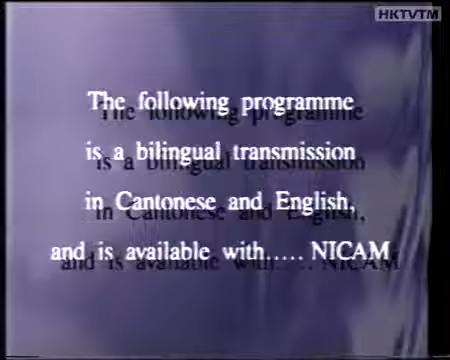 HKTVTM
The following programme
is a bilingual transmission
in Cantonese and English,
and is available with..... NICAM